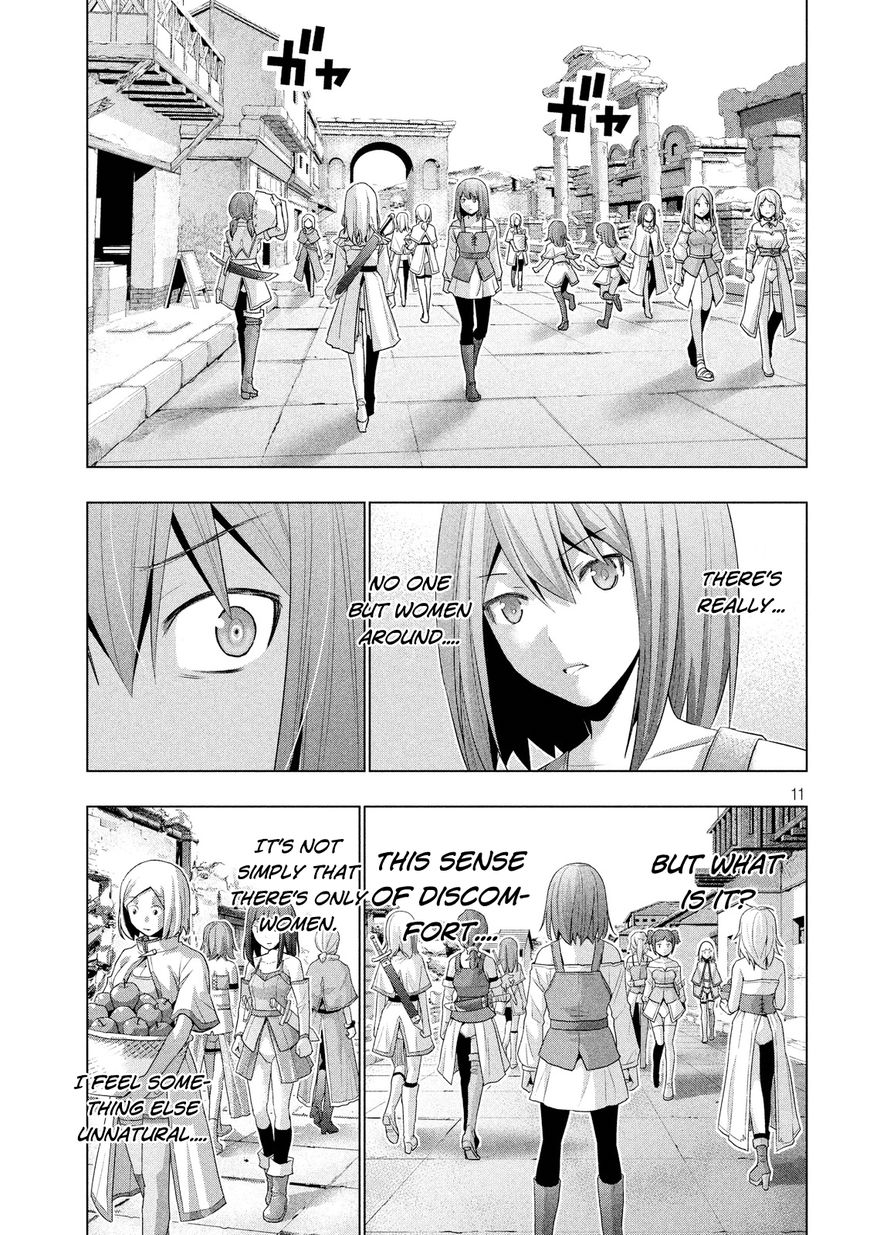 ガヤ
ガヤ
THERE'S
REALLY...
NO ONE
BUT WOMEN
AROUND....
11
BUT WHAT
IS IT?
THIS SENSE
OF DISCOM-
FORT....
IT'S NOT
SIMPLY THAT
THERE'S ONLY
WOMEN.
I FEEL SOME-
THING ELSE
UNNATURAL....